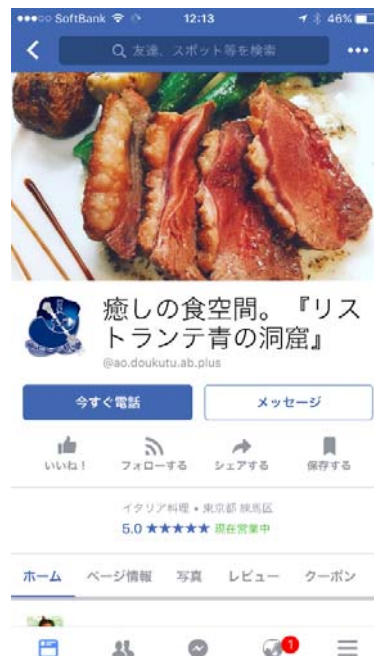 SoftBank 12:13 46%
友達、スポット等を検索
癒しの食空間。『リス
トランテ青の洞窟』
@ao.doukutu.ab.plus
今すぐ電話 メッセージ
いいね! フォローする シェアする 保存する
イタリア料理・東京都 練馬区
5.0 ★★★★★ 現在営業中
ホーム ページ情報 写真 レビュー クーポン
1